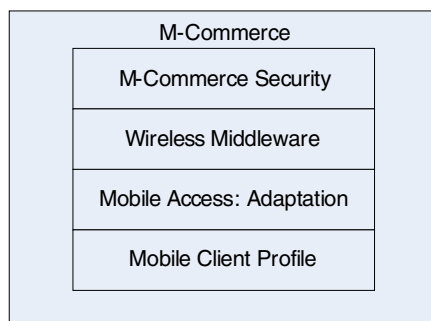 M-Commerce
M-Commerce Security
Wireless Middleware
Mobile Access: Adaptation
Mobile Client Profile